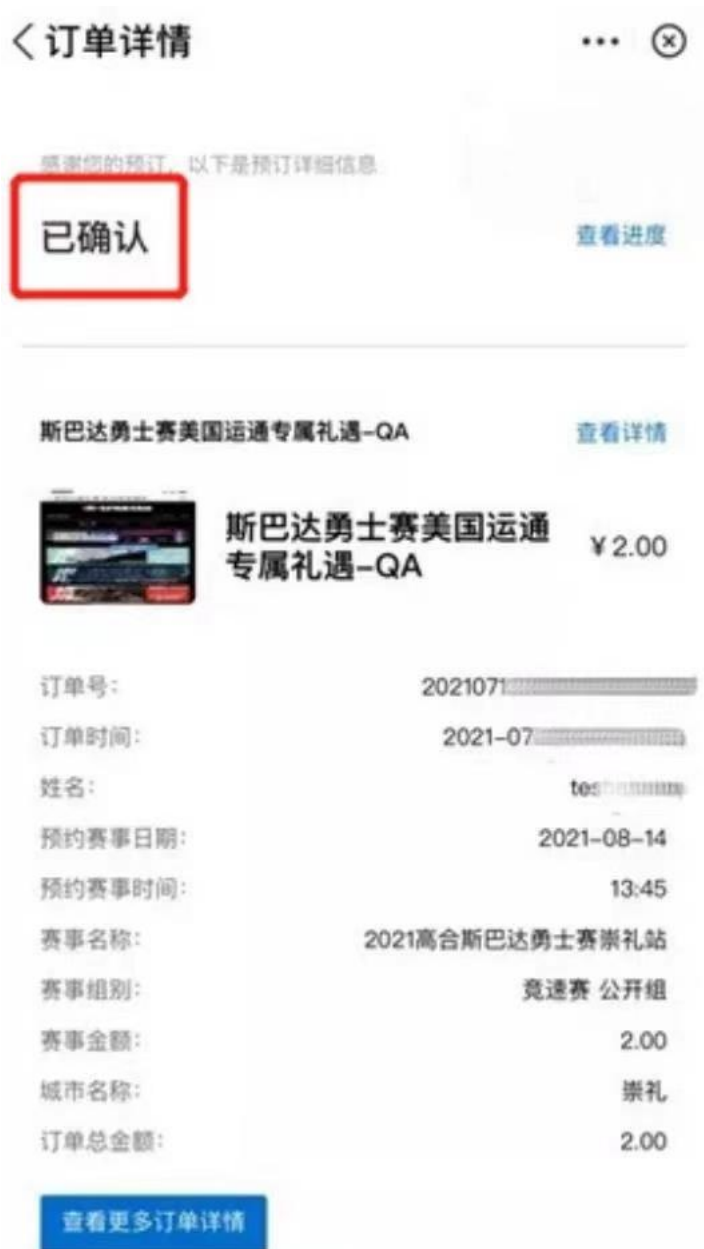 订单详情
感谢您的预订，以下是预订详细信息
已确认
查看进度
斯巴达勇士赛美国运通专属礼遇-QA
查看详情
斯巴达勇士赛美国运通
专属礼遇-QA
¥2.00
订单号:
2021071
订单时间:
2021-07
姓名:
tes
预约赛事日期:
2021-08-14
预约赛事时间:
13:45
赛事名称:
2021高合斯巴达勇士赛崇礼站
赛事组别:
竞速赛 公开组
赛事金额:
2.00
城市名称:
崇礼
订单总金额:
2.00
查看更多订单详情